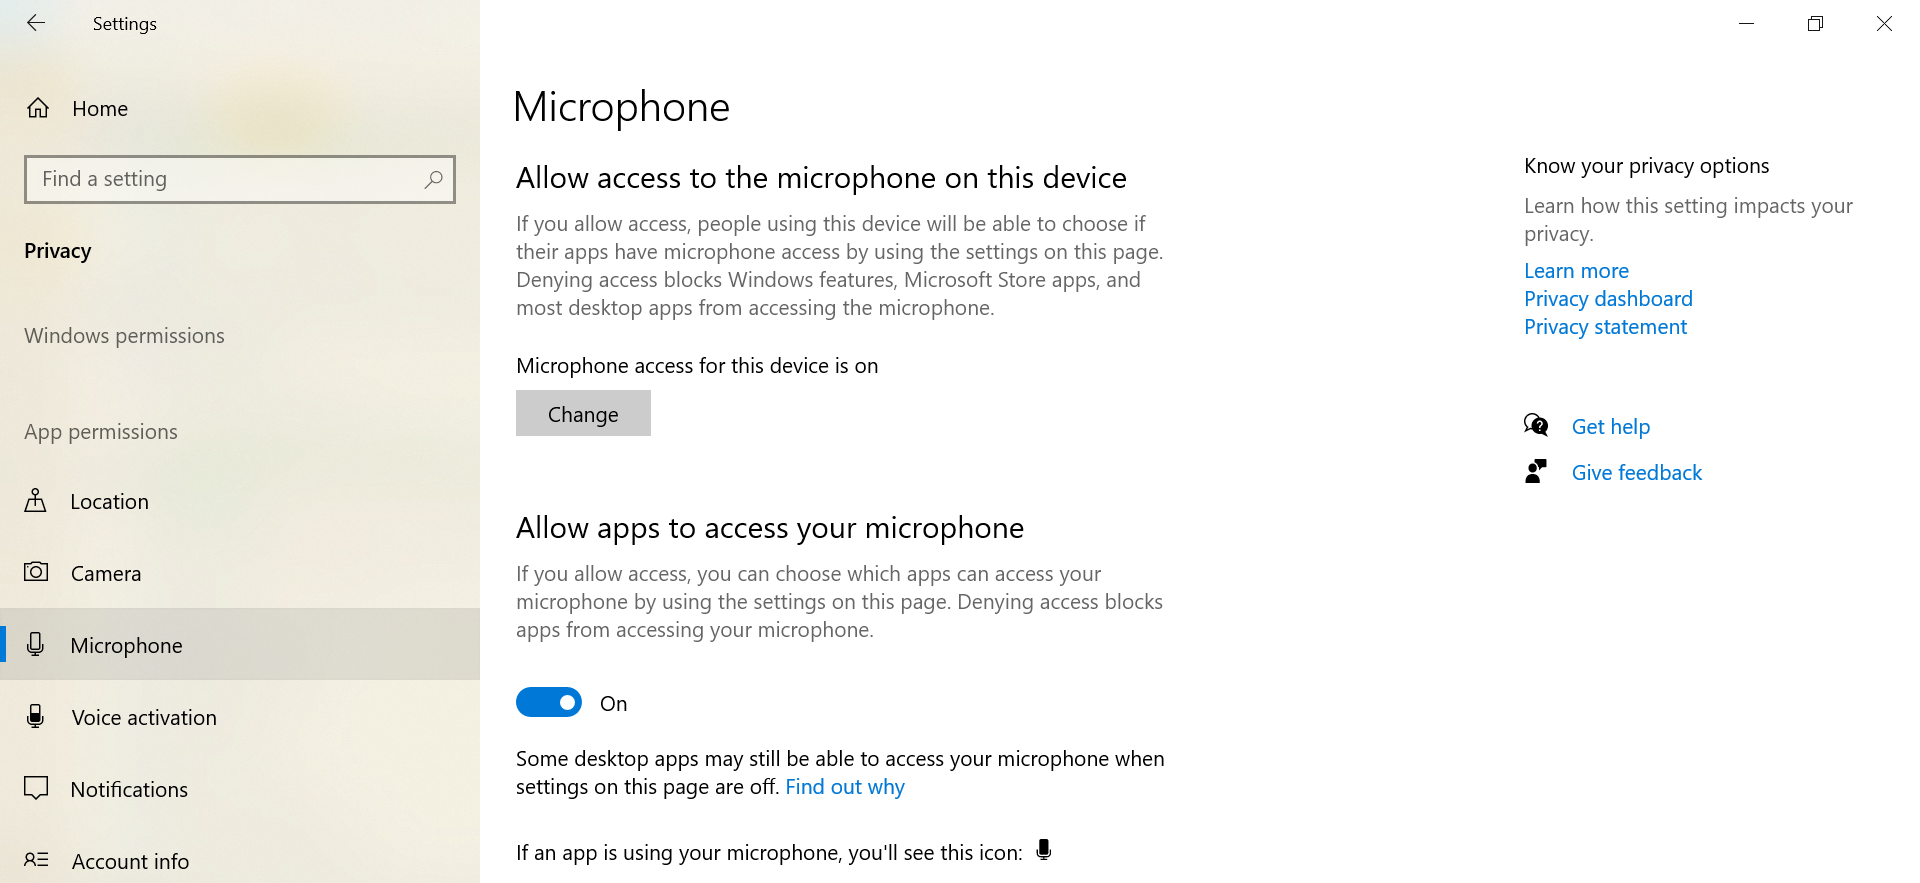 Settings
Home
Find a setting
Privacy
Windows permissions
App permissions
Location
Camera
Microphone
Voice activation
Notifications
Account info
Microphone
Allow access to the microphone on this device
If you allow access, people using this device will be able to choose if
their apps have microphone access by using the settings on this page.
Denying access blocks Windows features, Microsoft Store apps, and
most desktop apps from accessing the microphone.
Microphone access for this device is on
Change
Allow apps to access your microphone
If you allow access, you can choose which apps can access your
microphone by using the settings on this page. Denying access blocks
apps from accessing your microphone.
On
Some desktop apps may still be able to access your microphone when
settings on this page are off. Find out why
If an app is using your microphone, you'll see this icon:
Know your privacy options
Learn how this setting impacts your
privacy.
Learn more
Privacy dashboard
Privacy statement
Get help
Give feedback